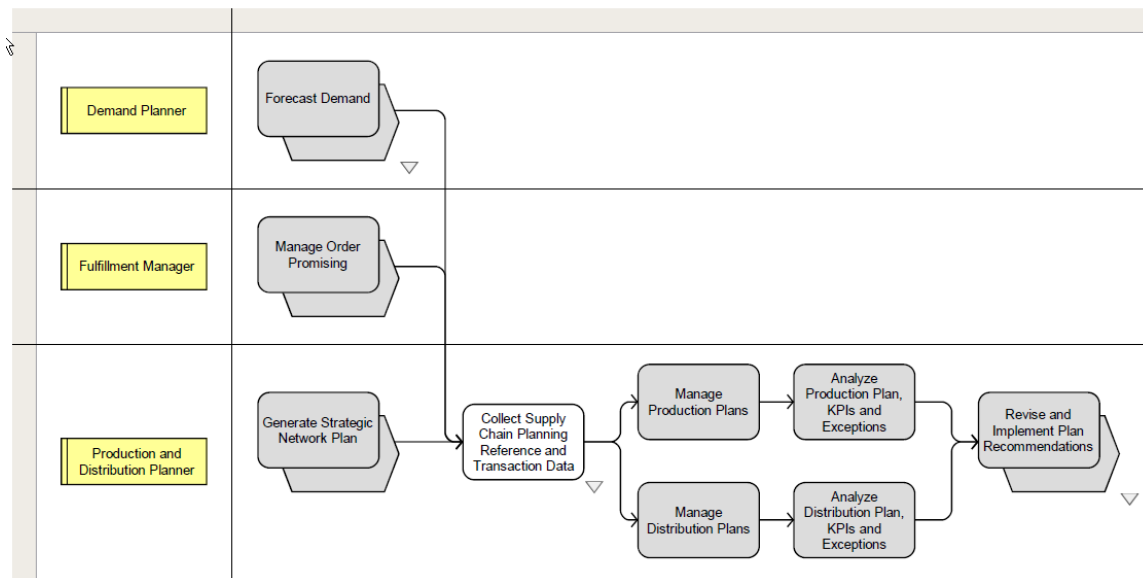 Demand Planner
Forecast Demand
Fulfillment Manager
Manage Order
Promising
Production and
Distribution Planner
Generate Strategic
Network Plan
Collect Supply
Chain Planning
Reference and
Transaction Data
Manage
Production Plans
Analyze
Production Plan,
KPIs and
Exceptions
Manage
Distribution Plans
Analyze
Distribution Plan,
KPIs and
Exceptions
Revise and
Implement Plan
Recommendations